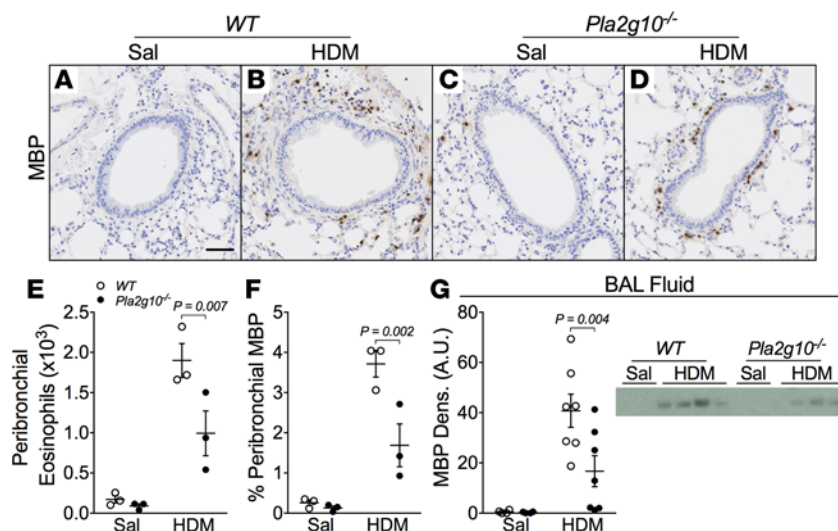 WT Pla2g10-/-
Sal HDM Sal HDM
A B C D
MBP
E F G BAL Fluid
WT
Pla2g10-/-
P = 0.007
Peribronchial
Eosinophils (x10³)
2.5
2.0
1.5
1.0
0.5
0.0
Sal HDM
P = 0.002
% Peribronchial MBP
5
4
3
2
1
0
Sal HDM
P = 0.004
MBP Dens. (A.U.)
80
60
40
20
0
Sal HDM
WT Pla2g10-/-
Sal HDM Sal HDM